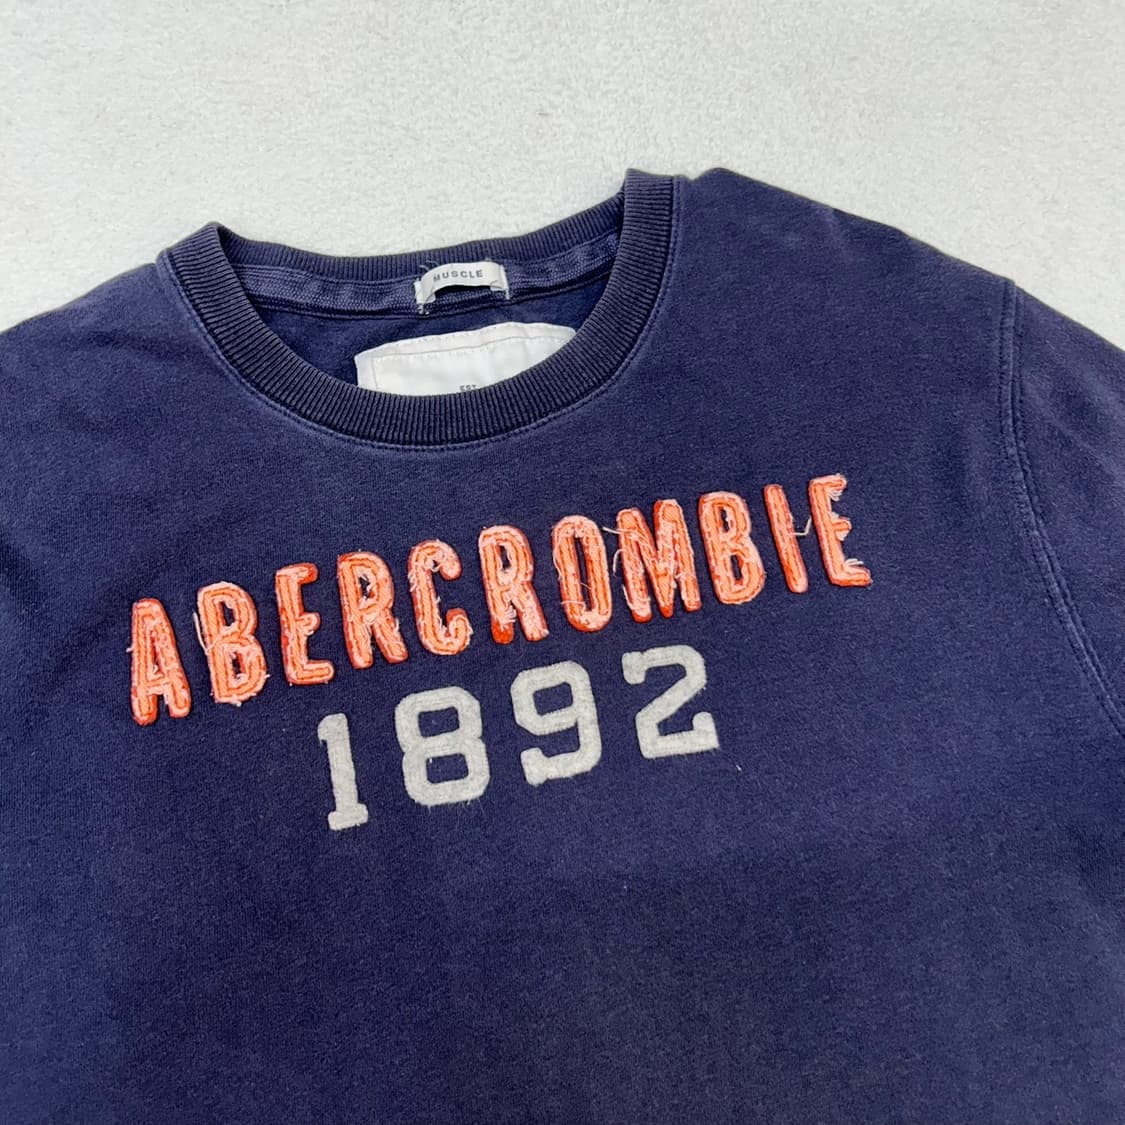 MUSCLE
EST
ABERCROMBIE
1892